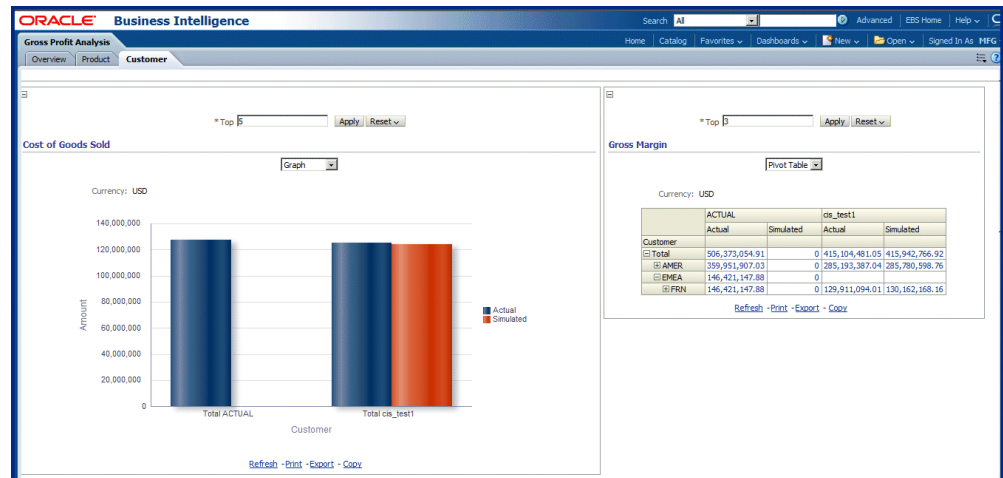 ORACLE Business Intelligence
Search All Advanced EBS Home Help
Gross Profit Analysis
Home Catalog Favorites Dashboards New Open Signed In As MFG
Overview Product Customer
* Top 5 Apply Reset
Cost of Goods Sold
Graph
Currency: USD
140,000,000
120,000,000
100,000,000
80,000,000
60,000,000
40,000,000
20,000,000
0
Amount
Total ACTUAL Total cis_test1
Customer
Actual
Simulated
Refresh - Print - Export - Copy
* Top 3 Apply Reset
Gross Margin
Pivot Table
Currency: USD
ACTUAL cis_test1
Actual Simulated Actual Simulated
Customer
Total 506,373,054.91 0 415,104,481.05 415,942,766.92
AMER 359,951,907.03 0 285,193,387.04 285,780,598.76
EMEA 146,421,147.88 0
FRN 146,421,147.88 0 129,911,094.01 130,162,168.16
Refresh - Print - Export - Copy